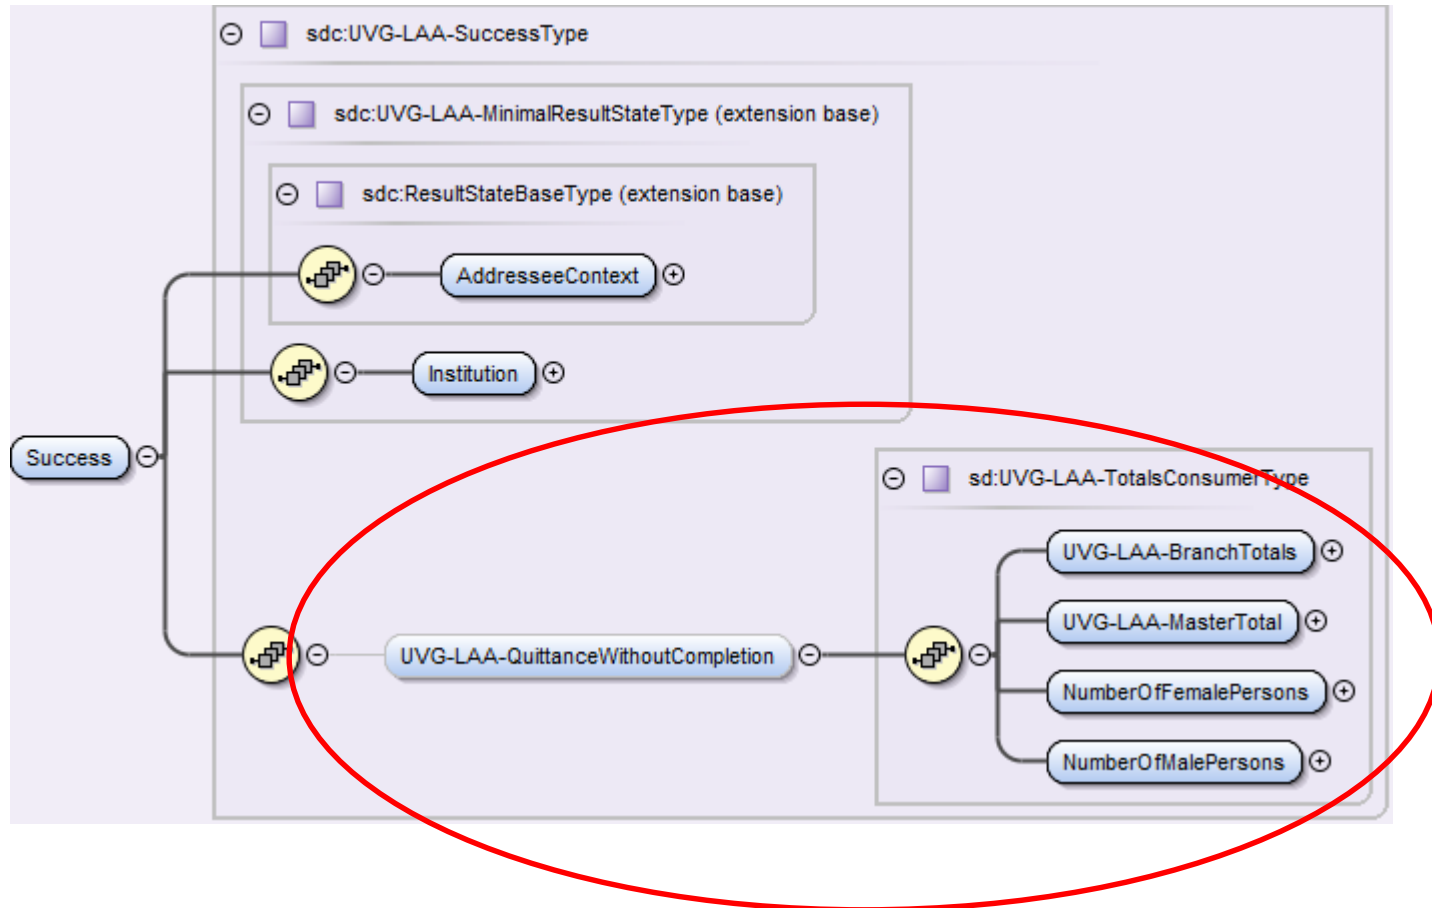 sdc:UVG-LAA-SuccessType
sdc:UVG-LAA-MinimalResultStateType (extension base)
sdc:ResultStateBaseType (extension base)
AddresseeContext
Institution
Success
sd:UVG-LAA-TotalsConsumerType
UVG-LAA-BranchTotals
UVG-LAA-MasterTotal
UVG-LAA-QuittanceWithoutCompletion
NumberOfFemalePersons
NumberOfMalePersons